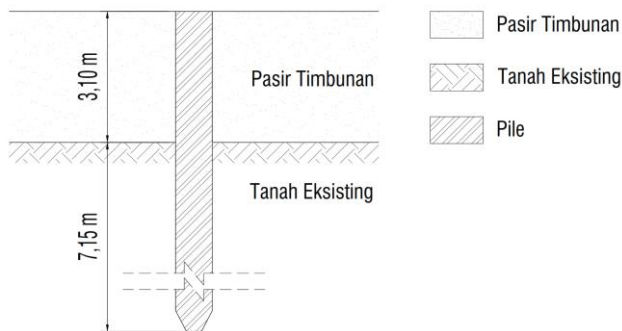 3,10 m
Pasir Timbunan
7,15 m
Tanah Eksisting
Pasir Timbunan
Tanah Eksisting
Pile